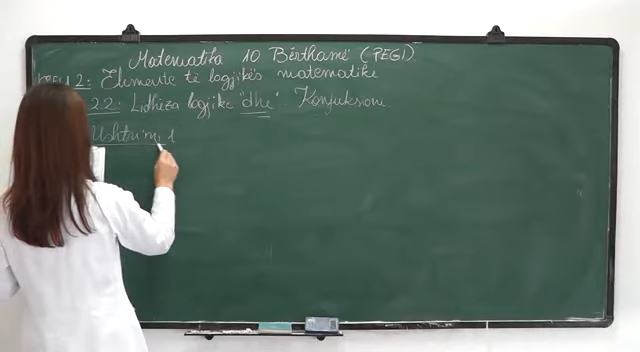 Matematika 10 Bërthamë (PEGI)
KREU 2: Elemente të logjikës matematike
2.2: Lidhëza logjike "dhe". Konjuksioni
Ushtrimi 1